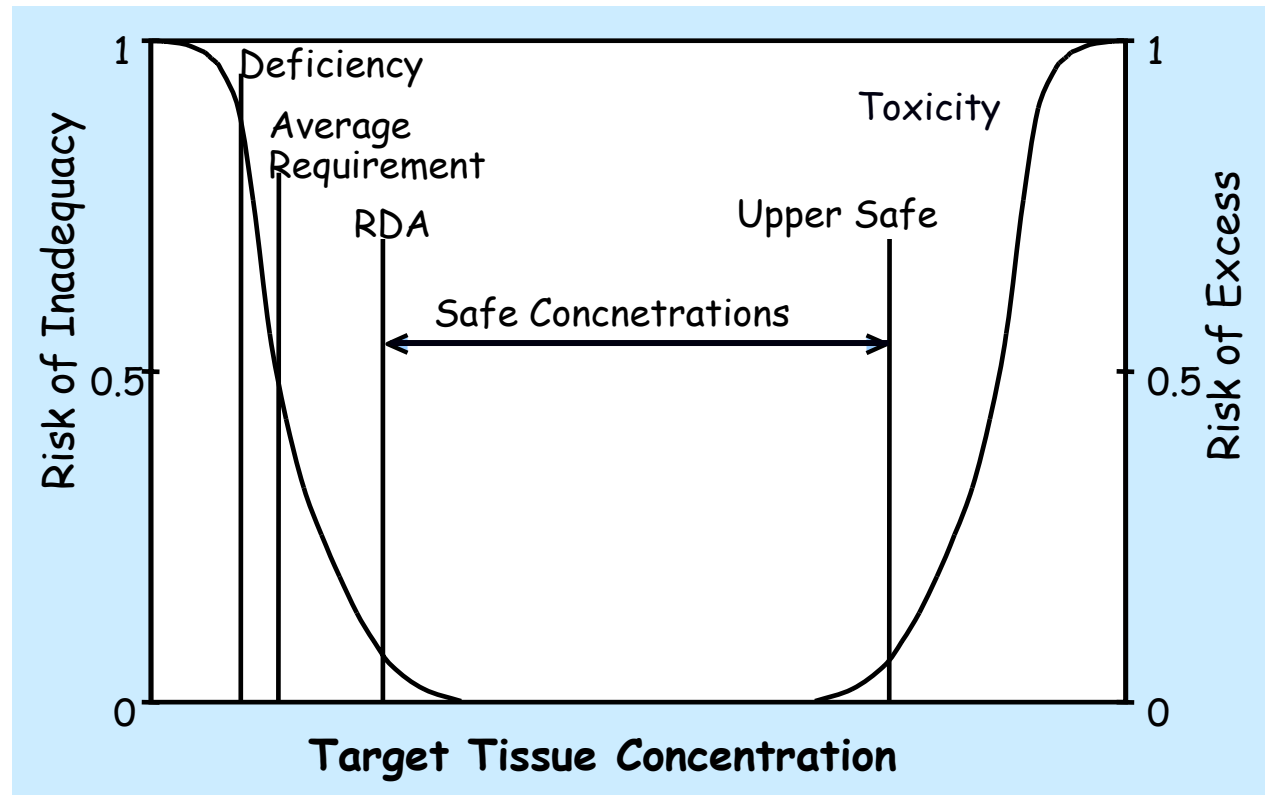 1
Deficiency
1
Toxicity
Average
Requirement
RDA
Upper Safe
Safe Concnetrations
Risk of Inadequacy
0.5
0.5
Risk of Excess
0
0
Target Tissue Concentration